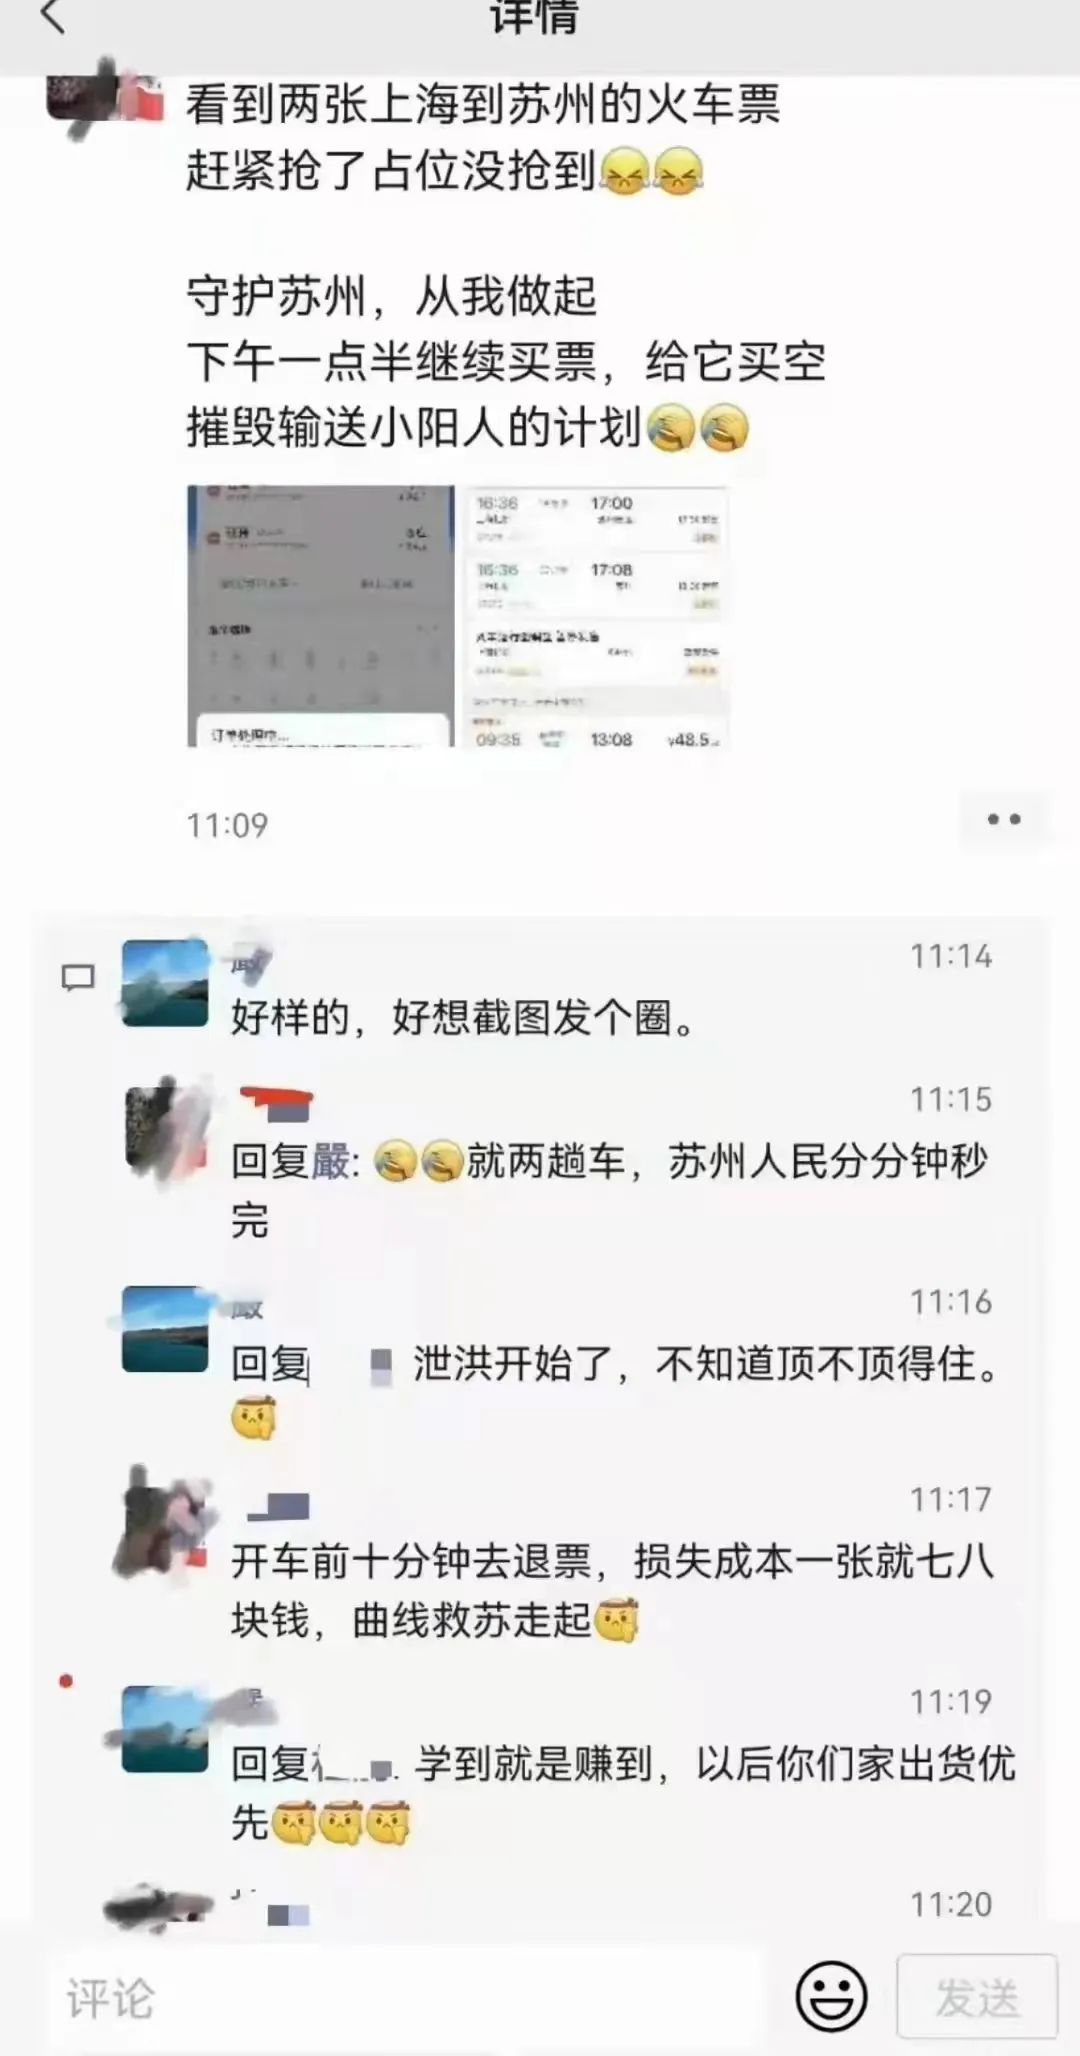 详情
看到两张上海到苏州的火车票
赶紧抢了占位没抢到
守护苏州，从我做起
下午一点半继续买票，给它买空
摧毁输送小阳人的计划
16:36 17:00
16:36 17:08
订单处理中...
09:35 13:08 ¥48.5
11:09
11:14
好样的，好想截图发个圈。
11:15
回复嚴: 就两趟车，苏州人民分分钟秒
完
11:16
回复 泄洪开始了，不知道顶不顶得住。
11:17
开车前十分钟去退票，损失成本一张就七八
块钱，曲线救苏走起
11:19
回复 学到就是赚到，以后你们家出货优
先
11:20
评论
发送